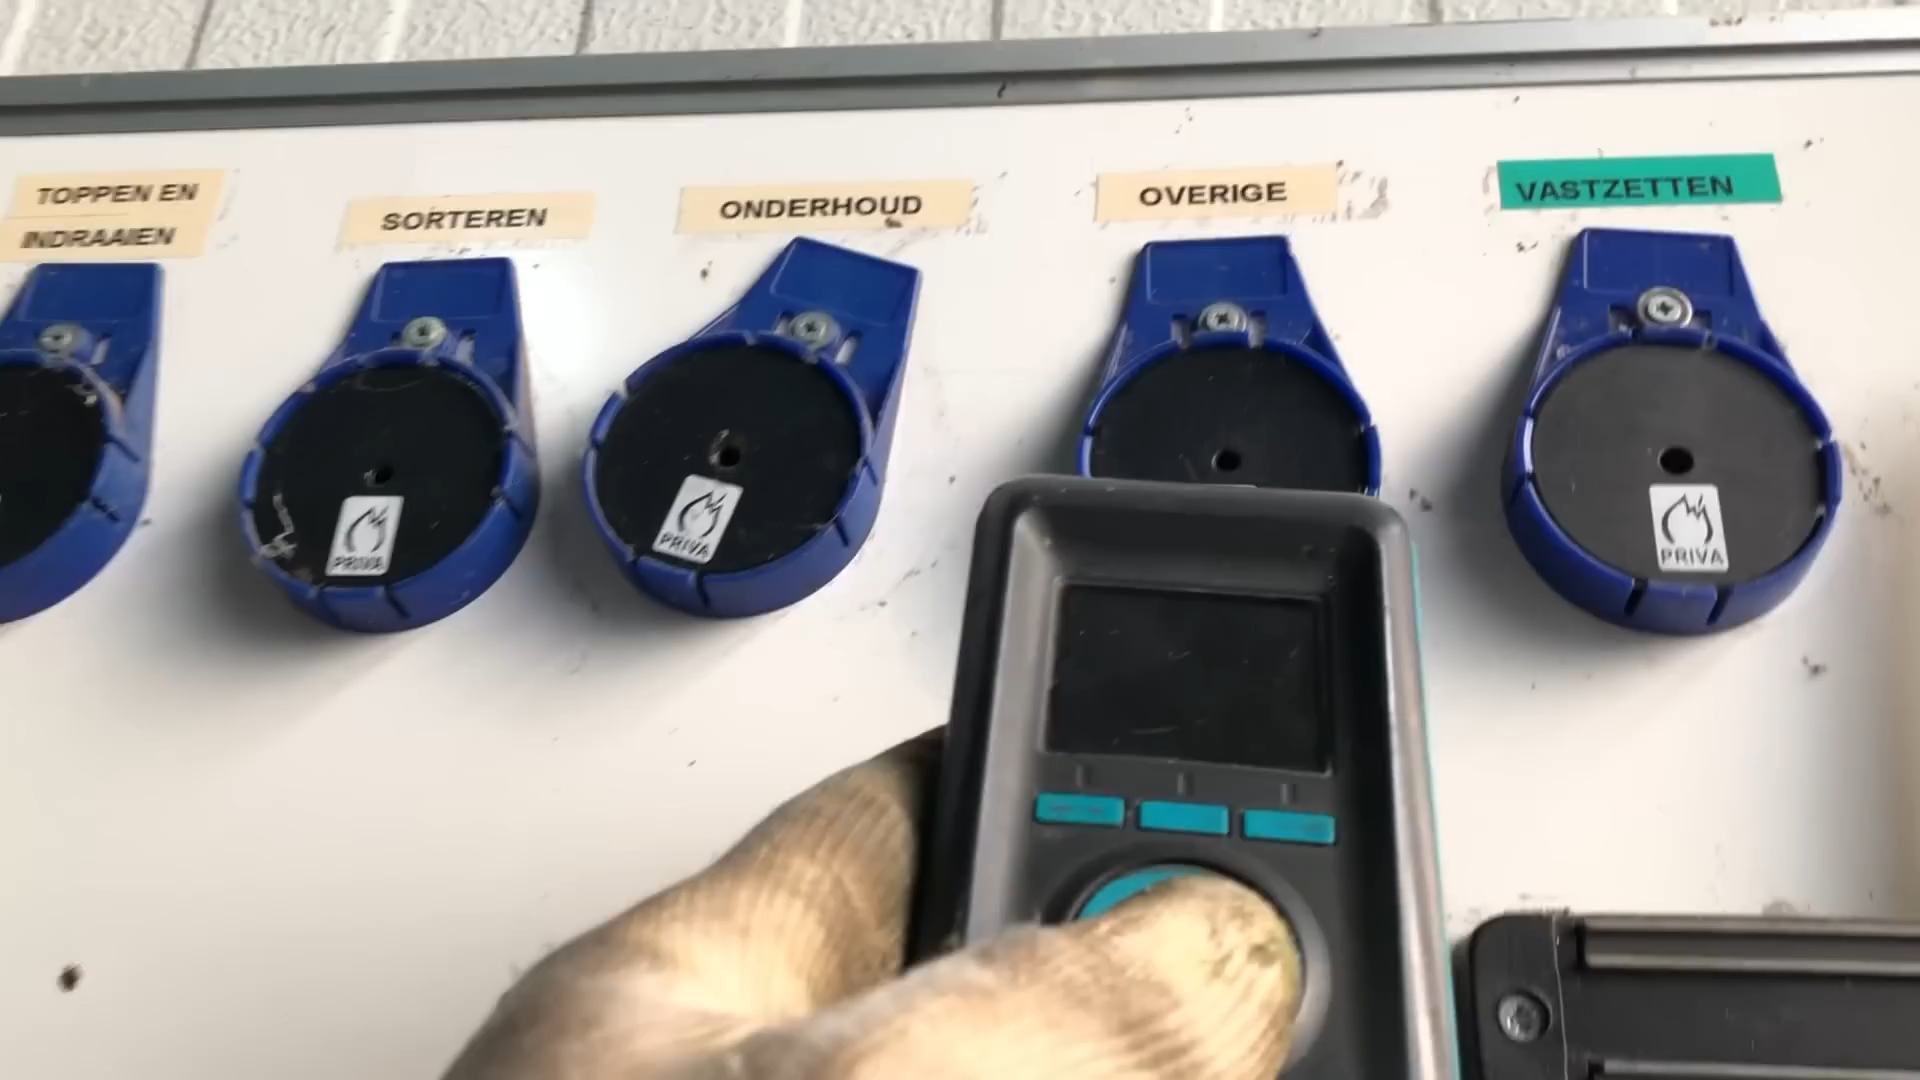 TOPPEN EN
INDRAAIEN
SORTEREN
ONDERHOUD
OVERIGE
VASTZETTEN
PRIVA
PRIVA
PRIVA